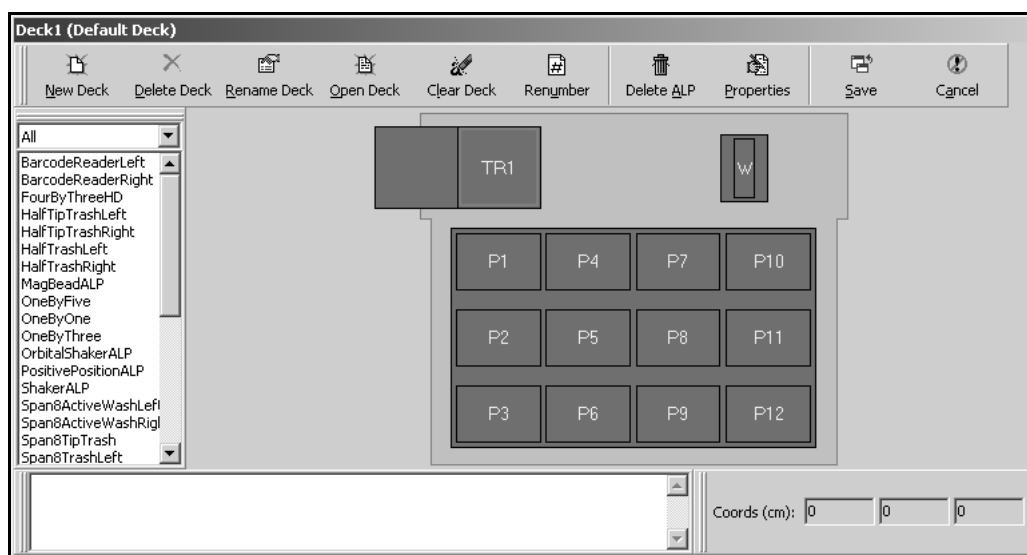 Deck1 (Default Deck)
New Deck Delete Deck Rename Deck Open Deck Clear Deck Renumber Delete ALP Properties Save Cancel
All
BarcodeReaderLeft
BarcodeReaderRight
FourByThreeHD
HalfTipTrashLeft
HalfTipTrashRight
HalfTrashLeft
HalfTrashRight
MagBeadALP
OneByFive
OneByOne
OneByThree
OrbitalShakerALP
PositivePositionALP
ShakerALP
Span8ActiveWashLeft
Span8ActiveWashRigl
Span8TipTrash
Span8TrashLeft
TR1 W
P1 P4 P7 P10
P2 P5 P8 P11
P3 P6 P9 P12
Coords (cm): 0 0 0